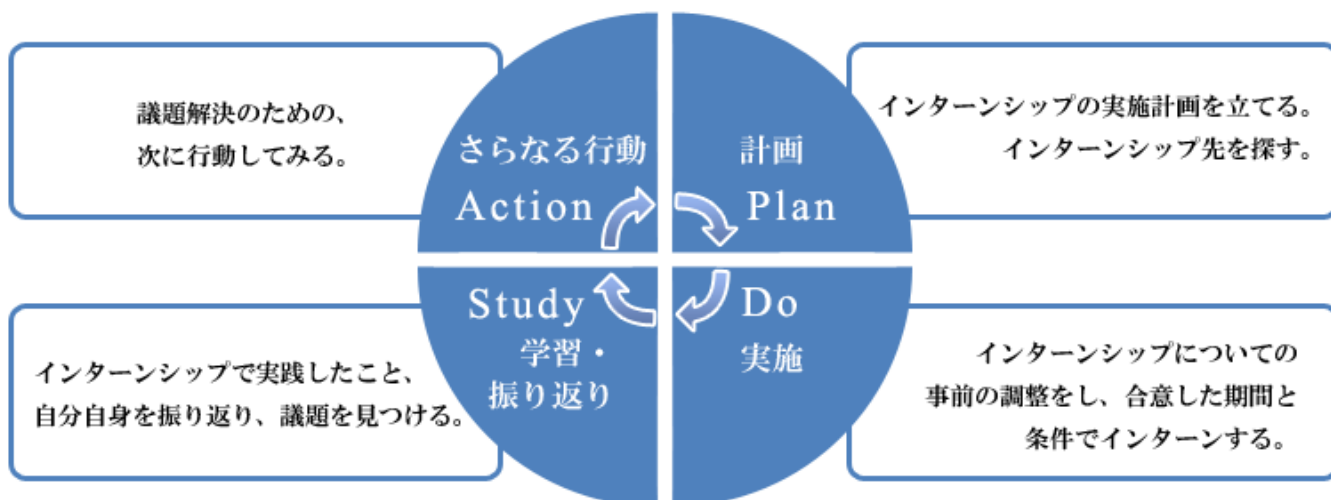 議題解決のための、
次に行動してみる。
さらなる行動
Action
計画
Plan
インターンシップの実施計画を立てる。
インターンシップ先を探す。
インターンシップで実践したこと、
自分自身を振り返り、議題を見つける。
Study
学習・
振り返り
Do
実施
インターンシップについての
事前の調整をし、合意した期間と
条件でインターンする。